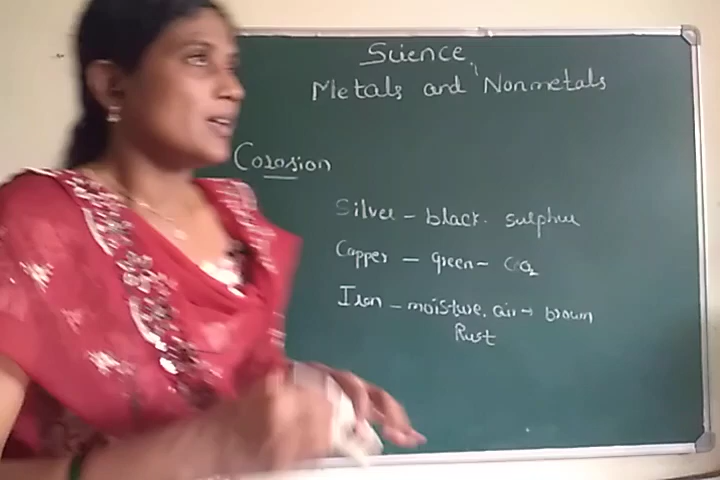 Science
Metals and Nonmetals
Corosion
Silver - black. sulphur
Copper - green - CO2
Iron - moisture, air → brown
Rust